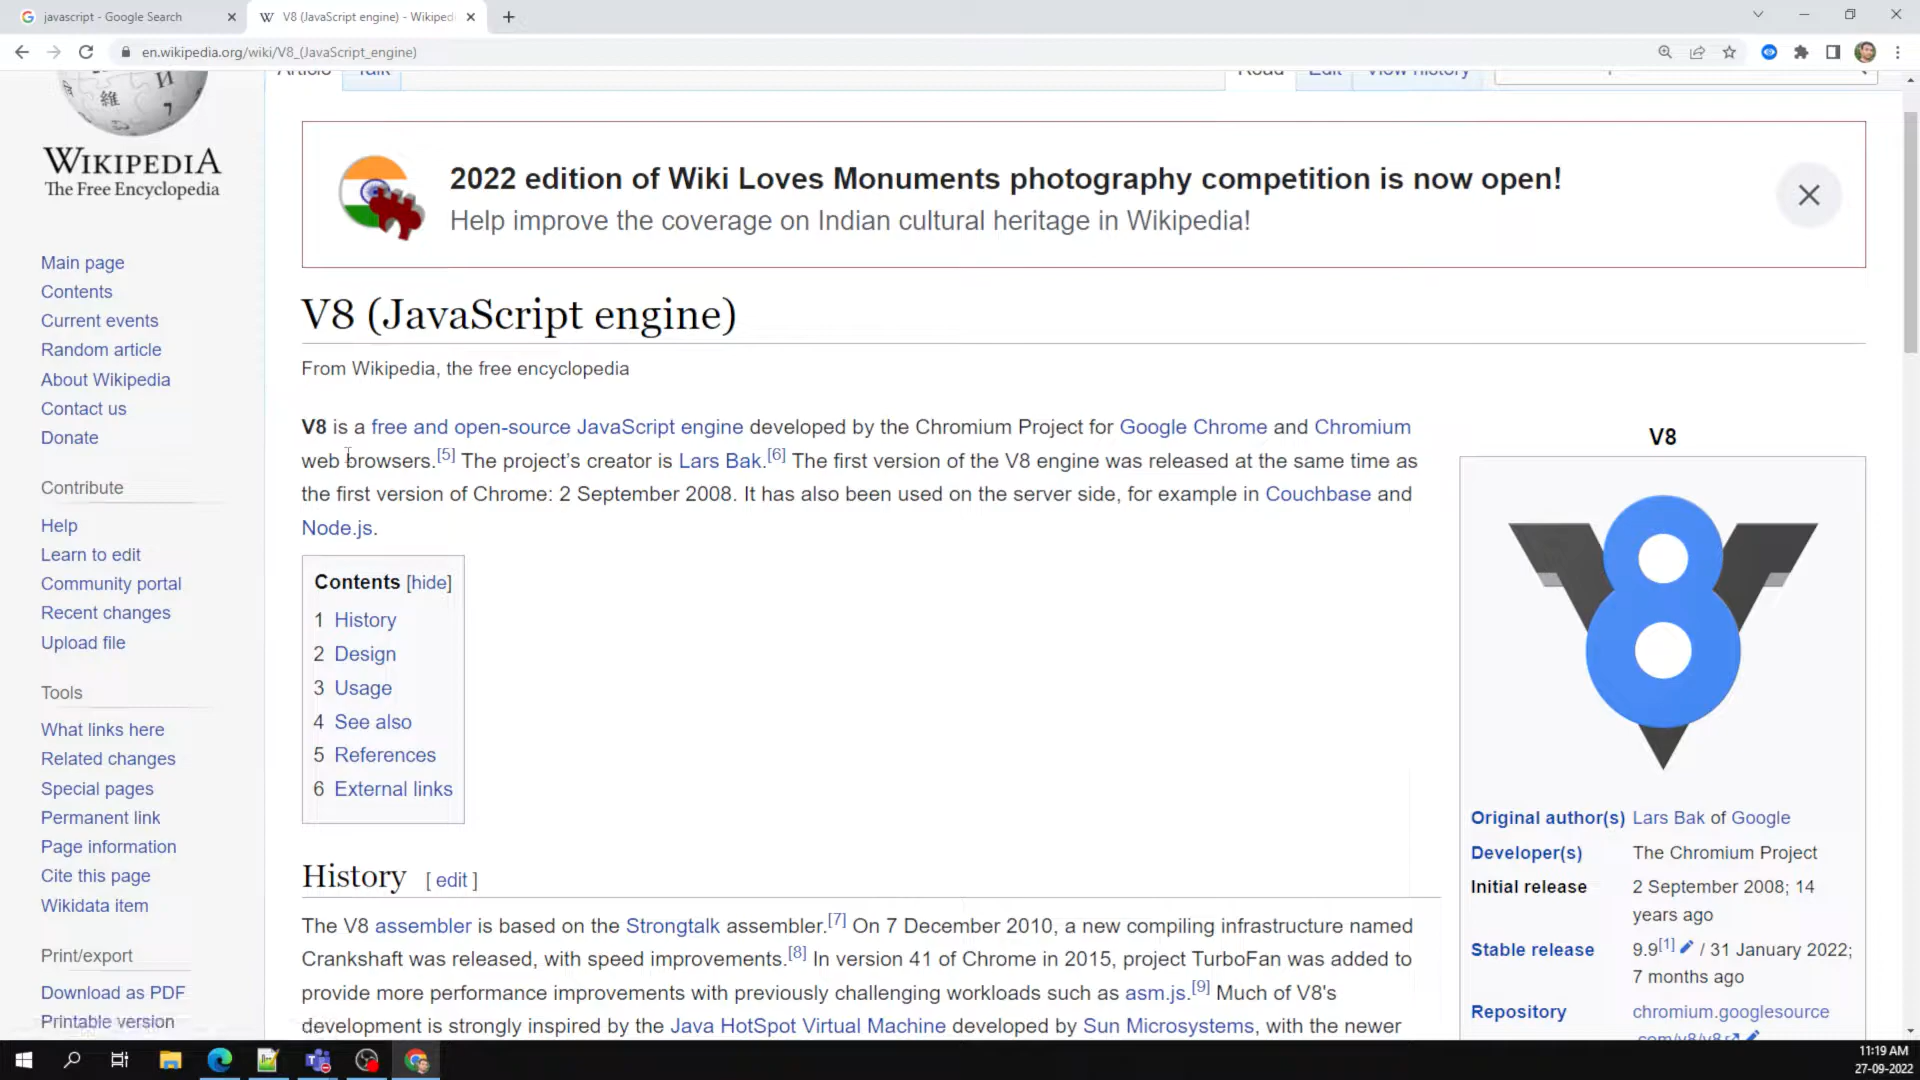 javascript - Google Search
V8 (JavaScript engine) - Wikiped
en.wikipedia.org/wiki/V8_(JavaScript_engine)
Article Talk
Read Edit View history
WIKIPEDIA
The Free Encyclopedia
Main page
Contents
Current events
Random article
About Wikipedia
Contact us
Donate
Contribute
Help
Learn to edit
Community portal
Recent changes
Upload file
Tools
What links here
Related changes
Special pages
Permanent link
Page information
Cite this page
Wikidata item
Print/export
Download as PDF
Printable version
2022 edition of Wiki Loves Monuments photography competition is now open!
Help improve the coverage on Indian cultural heritage in Wikipedia!
V8 (JavaScript engine)
From Wikipedia, the free encyclopedia
V8 is a free and open-source JavaScript engine developed by the Chromium Project for Google Chrome and Chromium
web browsers.[5] The project's creator is Lars Bak.[6] The first version of the V8 engine was released at the same time as
the first version of Chrome: 2 September 2008. It has also been used on the server side, for example in Couchbase and
Node.js.
Contents [hide]
1 History
2 Design
3 Usage
4 See also
5 References
6 External links
History [ edit ]
The V8 assembler is based on the Strongtalk assembler.[7] On 7 December 2010, a new compiling infrastructure named
Crankshaft was released, with speed improvements.[8] In version 41 of Chrome in 2015, project TurboFan was added to
provide more performance improvements with previously challenging workloads such as asm.js.[9] Much of V8's
development is strongly inspired by the Java HotSpot Virtual Machine developed by Sun Microsystems, with the newer
V8
Original author(s) Lars Bak of Google
Developer(s) The Chromium Project
Initial release 2 September 2008; 14
years ago
Stable release 9.9[1] / 31 January 2022;
7 months ago
Repository chromium.googlesource
.com/v8/v8
11:19 AM
27-09-2022